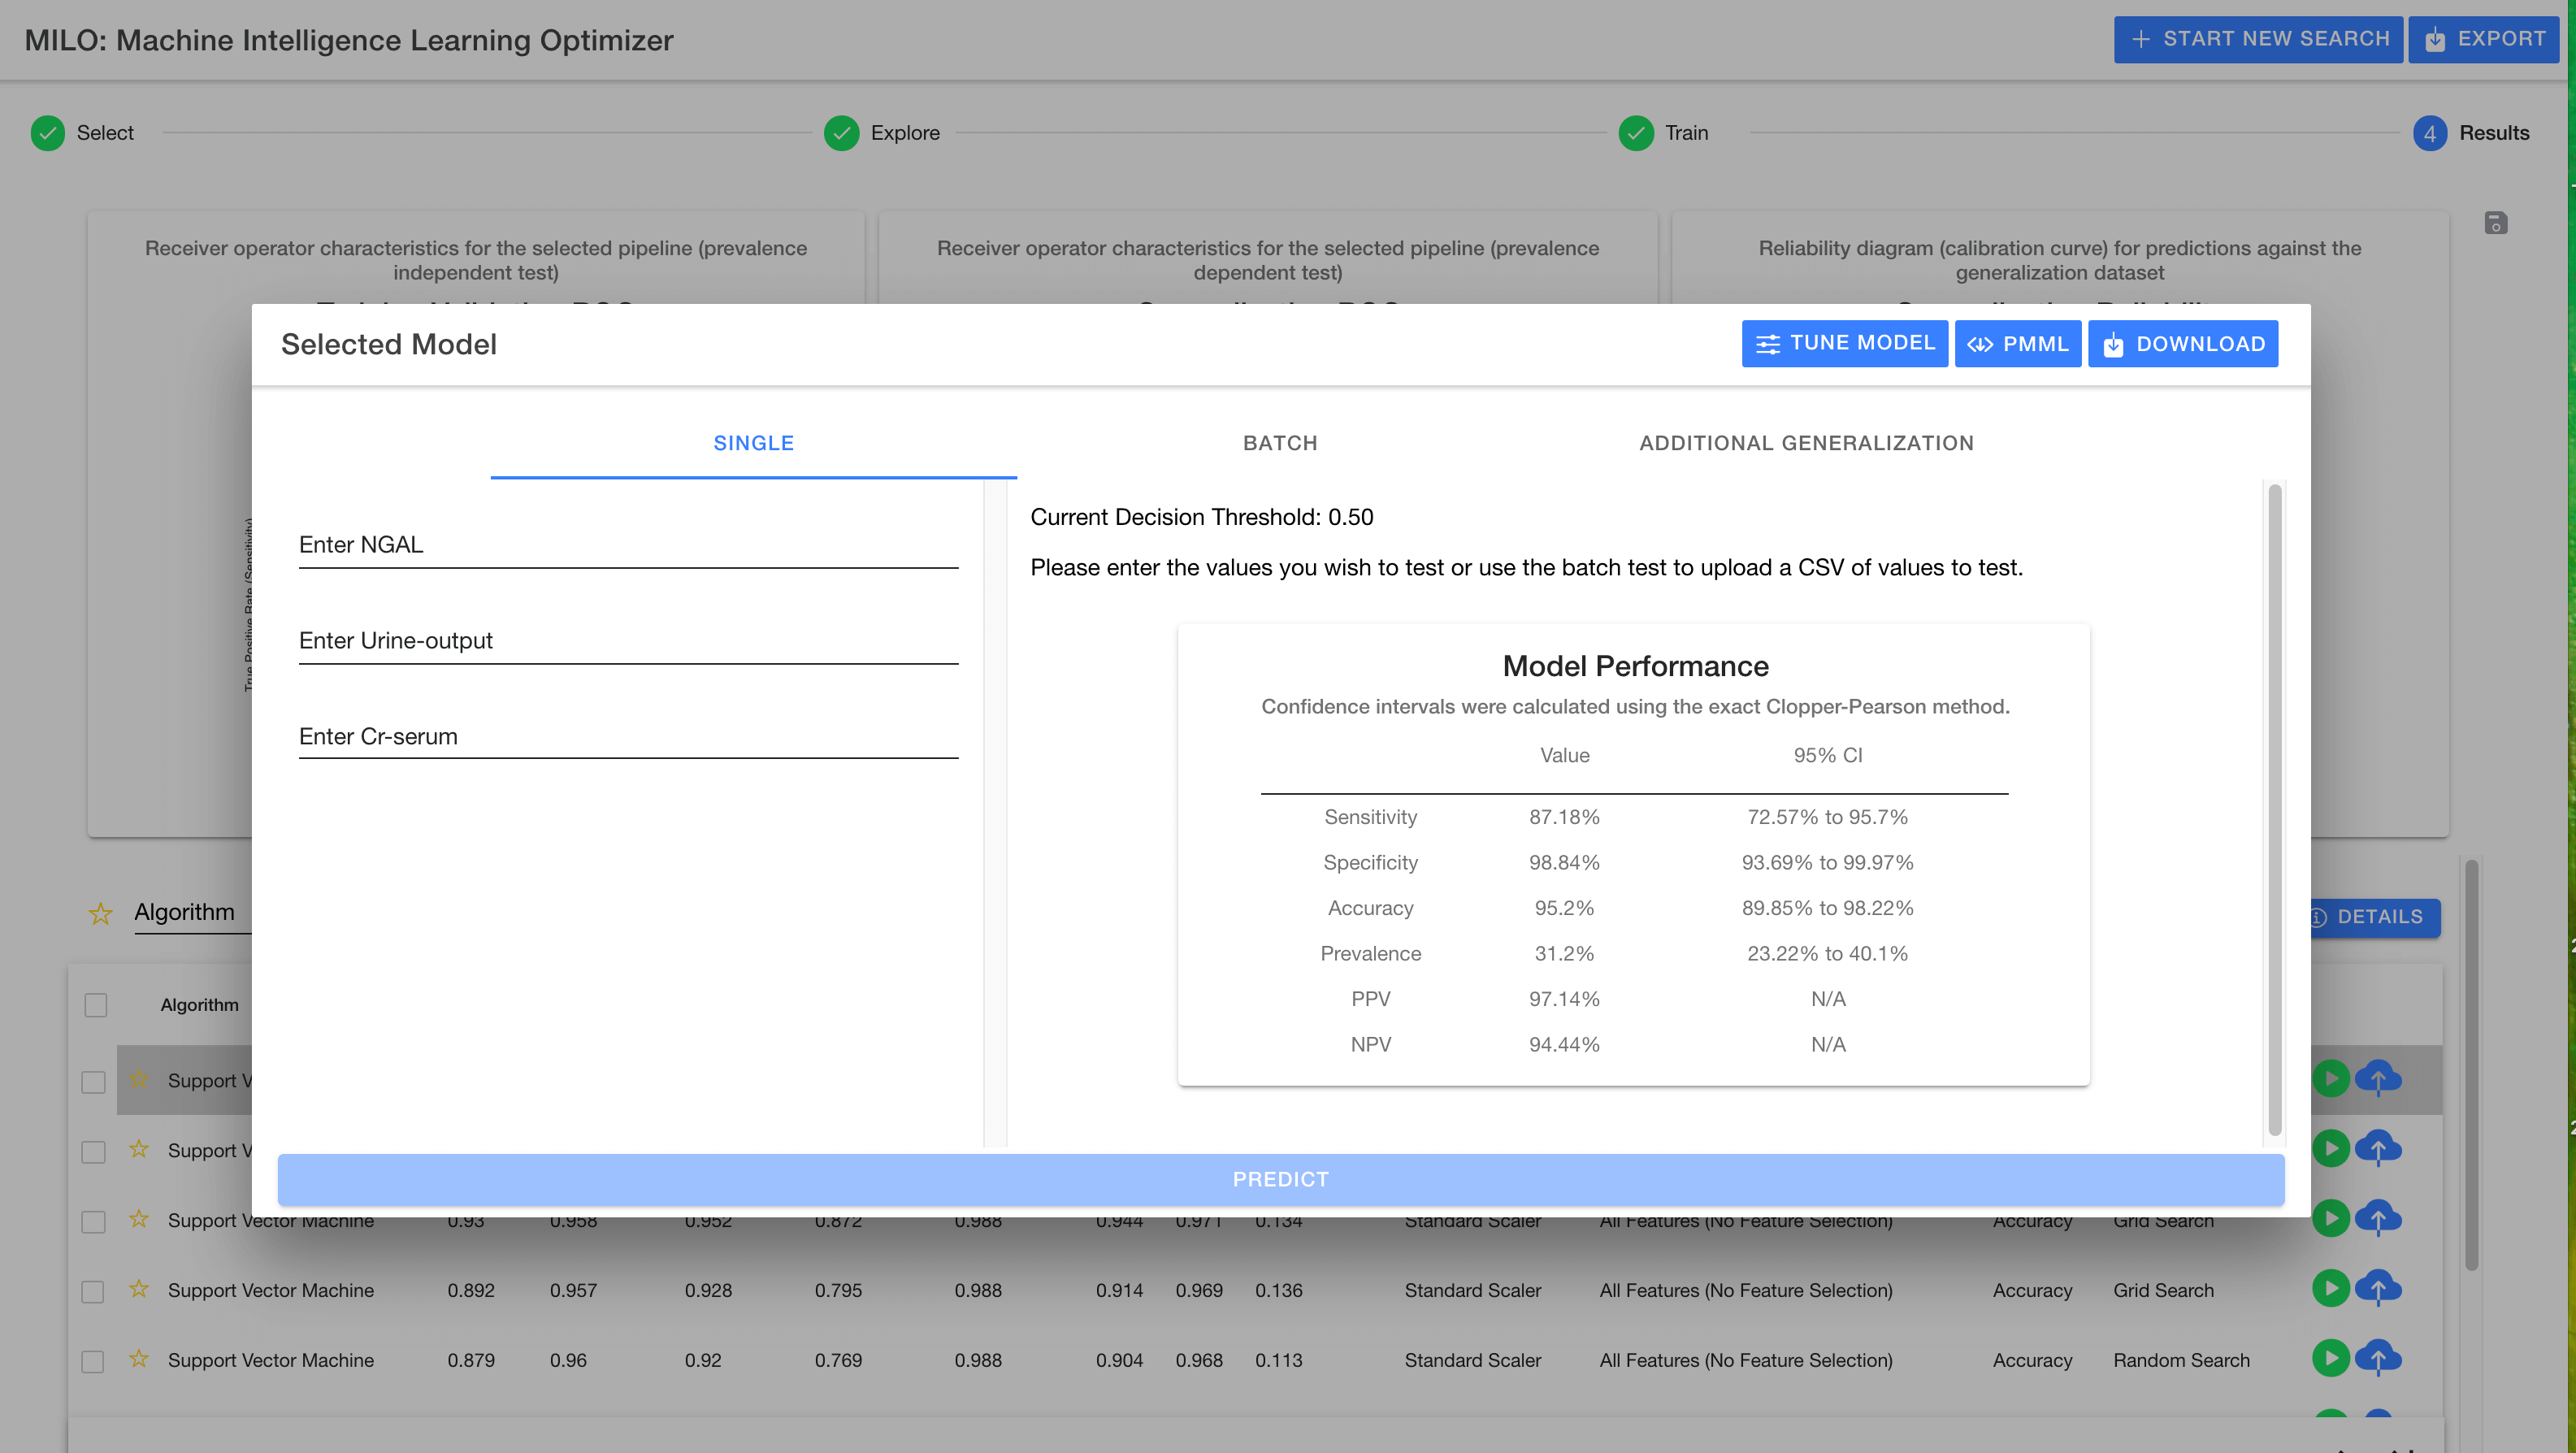 MILO: Machine Intelligence Learning Optimizer
START NEW SEARCH
EXPORT
Select
Explore
Train
4
Results
Receiver operator characteristics for the selected pipeline (prevalence
independent test)
Receiver operator characteristics for the selected pipeline (prevalence
dependent test)
Reliability diagram (calibration curve) for predictions against the
generalization dataset
Selected Model
TUNE MODEL
PMML
DOWNLOAD
SINGLE
BATCH
ADDITIONAL GENERALIZATION
Enter NGAL
Enter Urine-output
Enter Cr-serum
True Positive Rate (Sensitivity)
Current Decision Threshold: 0.50
Please enter the values you wish to test or use the batch test to upload a CSV of values to test.
Model Performance
Confidence intervals were calculated using the exact Clopper-Pearson method.
Value 95% CI
Sensitivity 87.18% 72.57% to 95.7%
Specificity 98.84% 93.69% to 99.97%
Accuracy 95.2% 89.85% to 98.22%
Prevalence 31.2% 23.22% to 40.1%
PPV 97.14% N/A
NPV 94.44% N/A
PREDICT
Algorithm
DETAILS
Algorithm
Support V
Support V
Support Vector Machine 0.93 0.958 0.952 0.872 0.988 0.944 0.971 0.134 Standard Scaler All Features (No Feature Selection) Accuracy Grid Search
Support Vector Machine 0.892 0.957 0.928 0.795 0.988 0.914 0.969 0.136 Standard Scaler All Features (No Feature Selection) Accuracy Grid Search
Support Vector Machine 0.879 0.96 0.92 0.769 0.988 0.904 0.968 0.113 Standard Scaler All Features (No Feature Selection) Accuracy Random Search